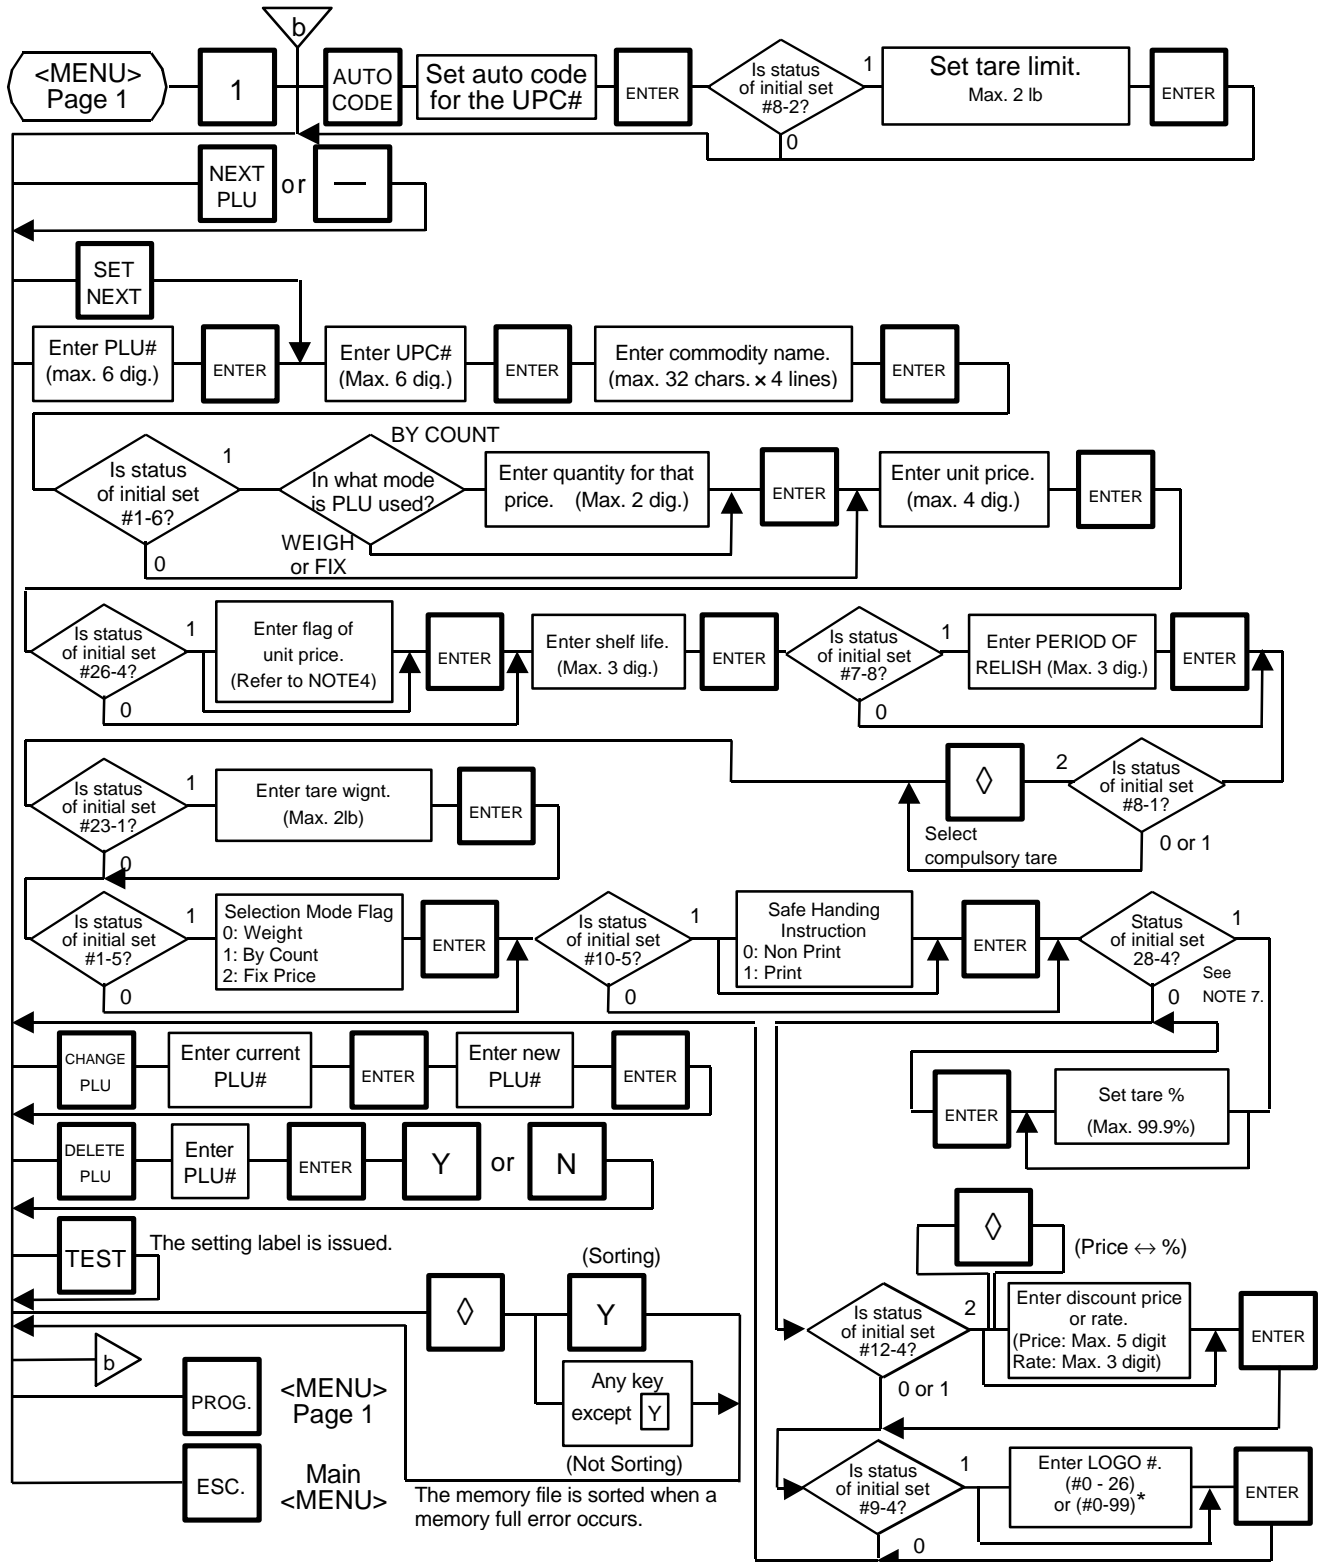 b
<MENU>
Page 1
1
AUTO
CODE
Set auto code
for the UPC#
ENTER
Is status
of initial set
#8-2?
1
0
Set tare limit.
Max. 2 lb
ENTER
NEXT
PLU
or
—
SET
NEXT
Enter PLU#
(max. 6 dig.)
ENTER
Enter UPC#
(Max. 6 dig.)
ENTER
Enter commodity name.
(max. 32 chars. × 4 lines)
ENTER
Is status
of initial set
#1-6?
1
0
In what mode
is PLU used?
BY COUNT
WEIGH
or FIX
Enter quantity for that
price. (Max. 2 dig.)
ENTER
Enter unit price.
(max. 4 dig.)
ENTER
Is status
of initial set
#26-4?
1
0
Enter flag of
unit price.
(Refer to NOTE4)
ENTER
Enter shelf life.
(Max. 3 dig.)
ENTER
Is status
of initial set
#7-8?
1
0
Enter PERIOD OF
RELISH (Max. 3 dig.)
ENTER
Is status
of initial set
#8-1?
2
0 or 1
◊
Select
compulsory tare
Is status
of initial set
#23-1?
1
0
Enter tare wignt.
(Max. 2lb)
ENTER
Is status
of initial set
#1-5?
1
0
Selection Mode Flag
0: Weight
1: By Count
2: Fix Price
ENTER
Is status
of initial set
#10-5?
1
0
Safe Handing
Instruction
0: Non Print
1: Print
ENTER
Status
of initial set
28-4?
1
0
See
NOTE 7.
Set tare %
(Max. 99.9%)
ENTER
CHANGE
PLU
Enter current
PLU#
ENTER
Enter new
PLU#
ENTER
DELETE
PLU
Enter
PLU#
ENTER
Y
or
N
TEST
The setting label is issued.
◊
(Price ↔ %)
Is status
of initial set
#12-4?
2
0 or 1
Enter discount price
or rate.
(Price: Max. 5 digit
Rate: Max. 3 digit)
ENTER
(Sorting)
◊
Y
Any key
except Y
(Not Sorting)
The memory file is sorted when a
memory full error occurs.
b
PROG.
<MENU>
Page 1
ESC.
Main
<MENU>
Is status
of initial set
#9-4?
1
0
Enter LOGO #.
(#0 - 26)
or (#0-99)*
ENTER